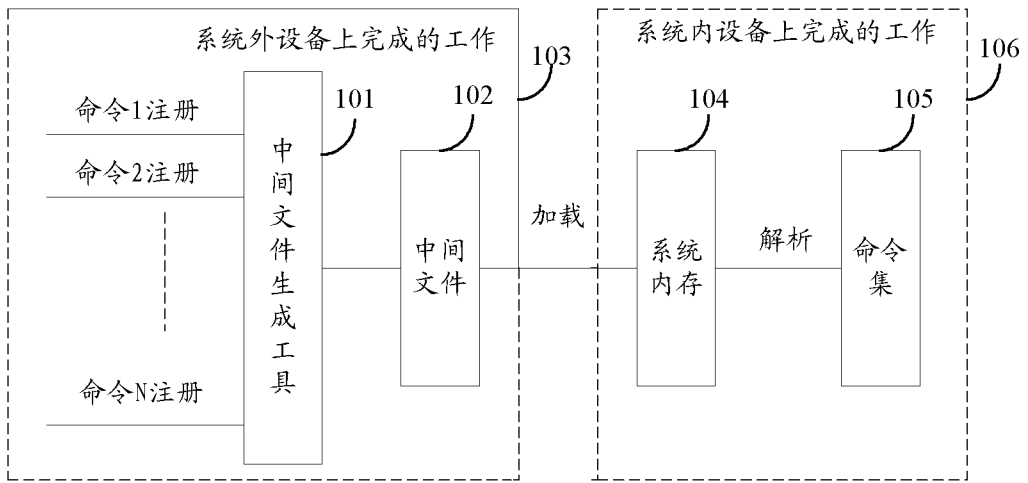 系统外设备上完成的工作
103
系统内设备上完成的工作
106
命令1注册
命令2注册
命令N注册
101
中间文件生成工具
102
中间
文件
加载
104
系统
内存
解析
105
命令
集